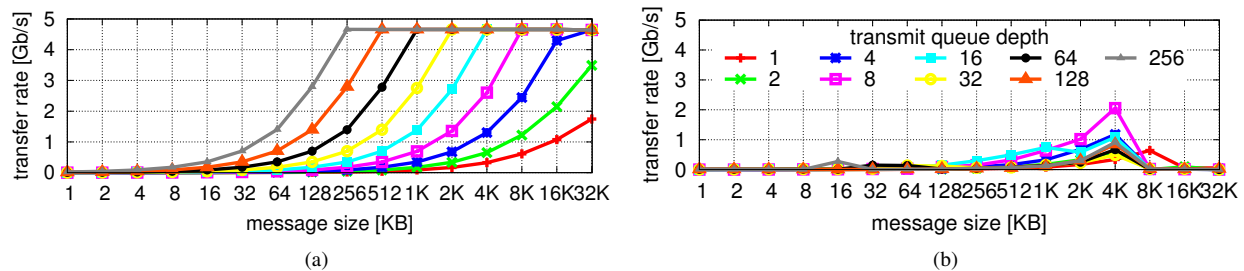 transfer rate [Gb/s]
5
4
3
2
1
0
1 2 4 8 16 32 64 128 256 512 1K 2K 4K 8K 16K 32K
message size [KB]
(a)
transfer rate [Gb/s]
5
4
3
2
1
0
transmit queue depth
1 4 16 64 256
2 8 32 128
1 2 4 8 16 32 64 128 256 512 1K 2K 4K 8K 16K 32K
message size [KB]
(b)